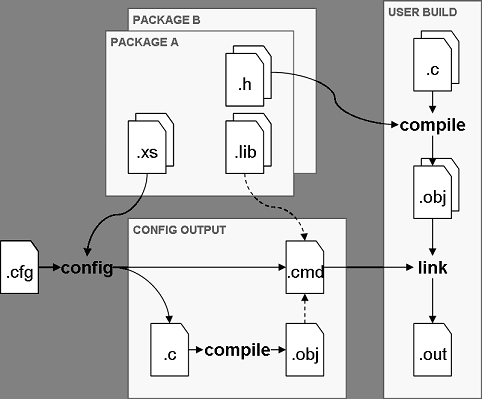 PACKAGE B
PACKAGE A
.h
.xs
.lib
USER BUILD
.c
compile
.obj
link
.out
CONFIG OUTPUT
.cfg
config
.cmd
.c
compile
.obj